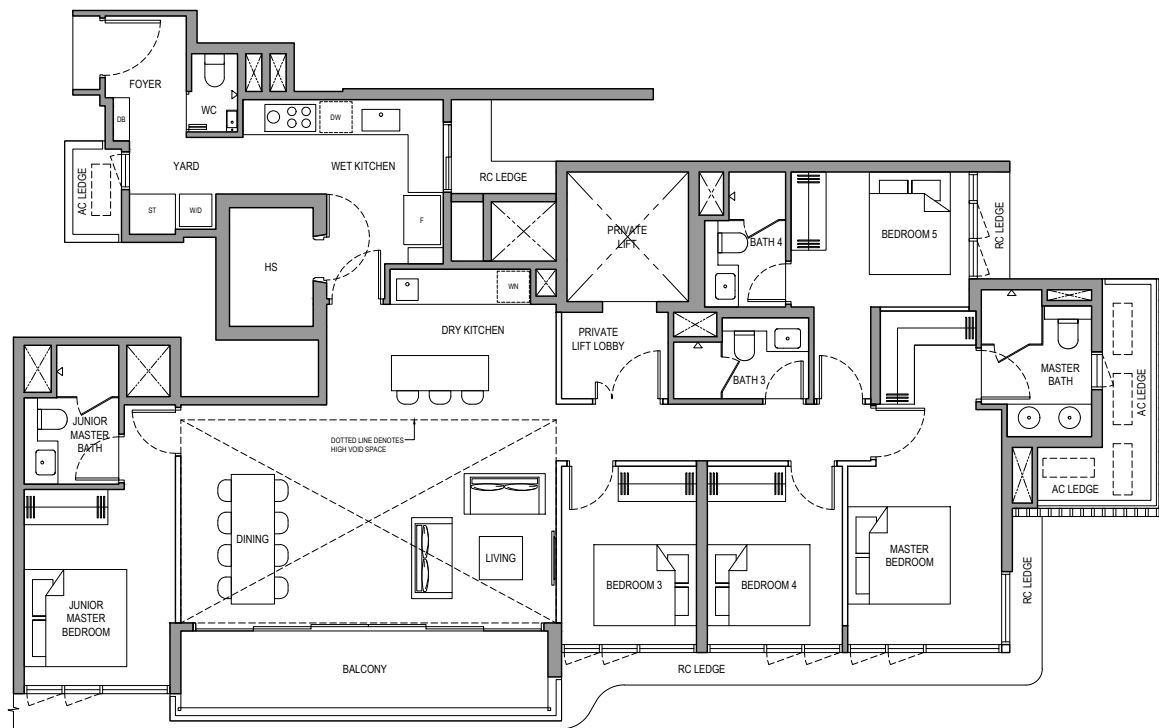 FOYER
WC
DB
DW
YARD
WET KITCHEN
RC LEDGE
AC LEDGE
ST
W/D
F
HS
PRIVATE
LIFT
BATH 4
BEDROOM 5
RC LEDGE
WN
DRY KITCHEN
PRIVATE
LIFT LOBBY
BATH 3
MASTER
BATH
AC LEDGE
JUNIOR
MASTER
BATH
DOTTED LINE DENOTES
HIGH VOID SPACE
AC LEDGE
DINING
LIVING
BEDROOM 3
BEDROOM 4
MASTER
BEDROOM
RC LEDGE
JUNIOR
MASTER
BEDROOM
BALCONY
RC LEDGE